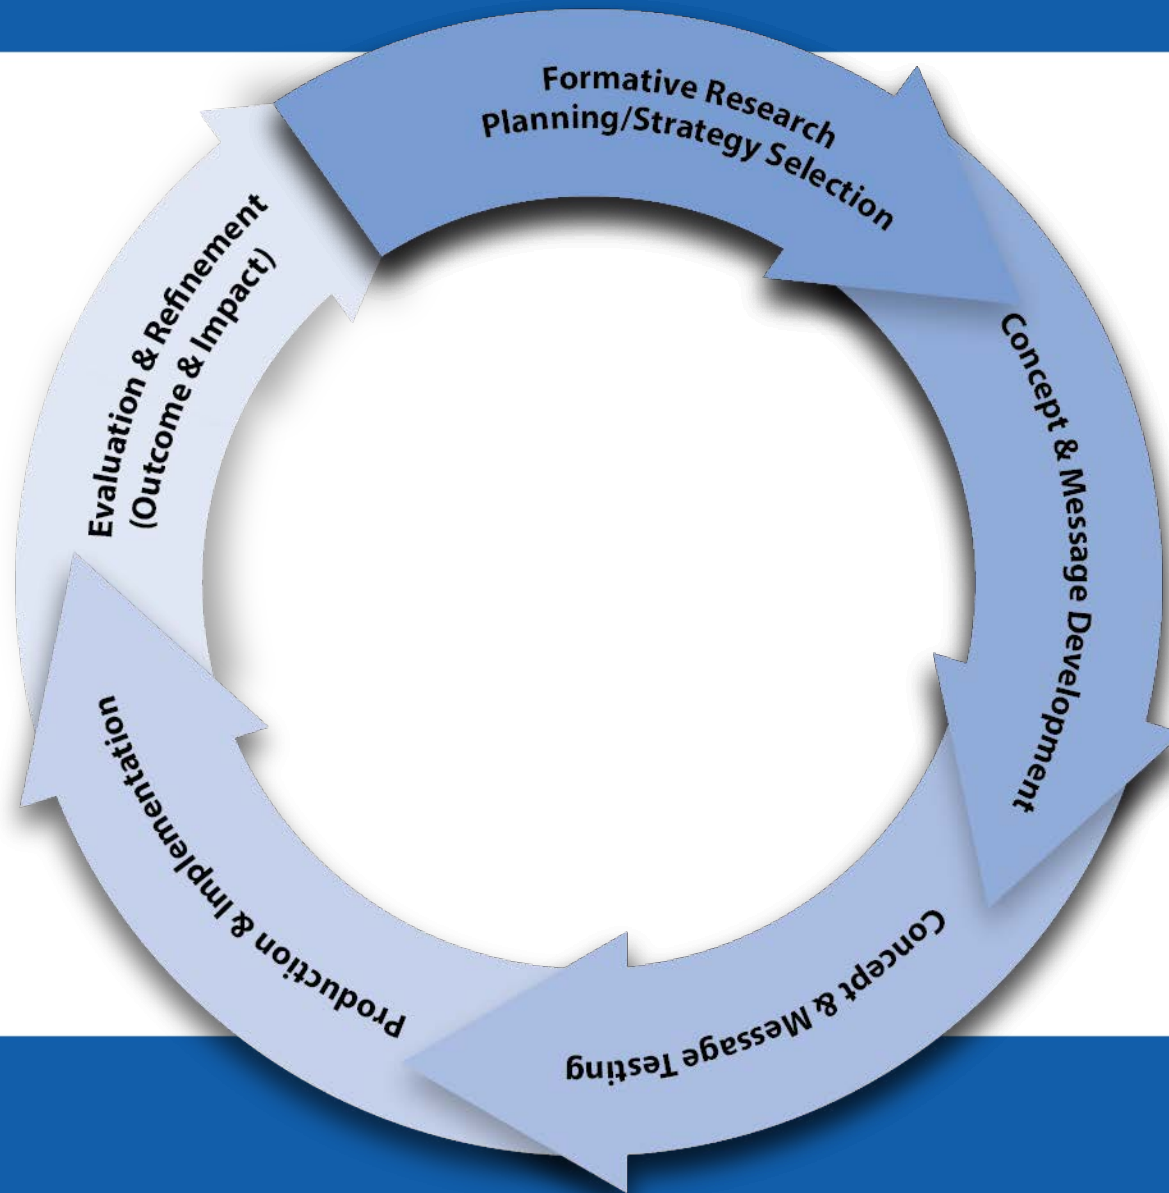 Formative Research
Planning/Strategy Selection
Concept & Message Development
Concept & Message Testing
Production & Implementation
Evaluation & Refinement
(Outcome & Impact)